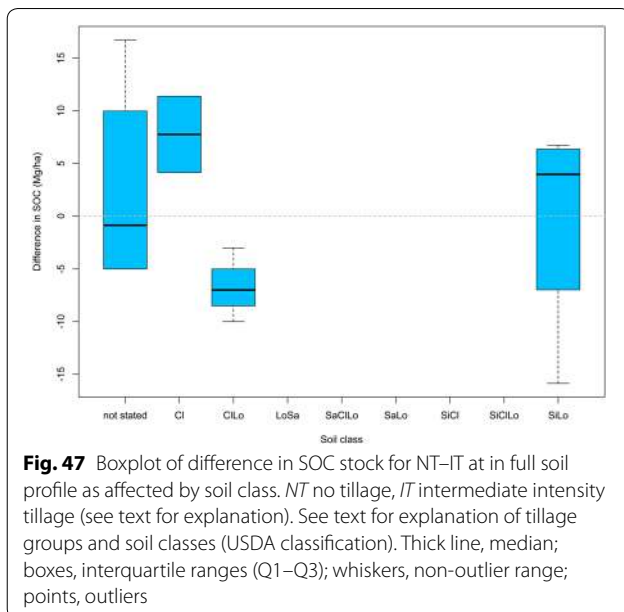 15
10
5
0
-5
-10
-15
Difference in SOC (Mg/ha)
not stated Cl ClLo LoSa SaClLo SaLo SiCl SiClLo SiLo
Soil class
Fig. 47 Boxplot of difference in SOC stock for NT–IT at in full soil
profile as affected by soil class. NT no tillage, IT intermediate intensity
tillage (see text for explanation). See text for explanation of tillage
groups and soil classes (USDA classification). Thick line, median;
boxes, interquartile ranges (Q1–Q3); whiskers, non-outlier range;
points, outliers